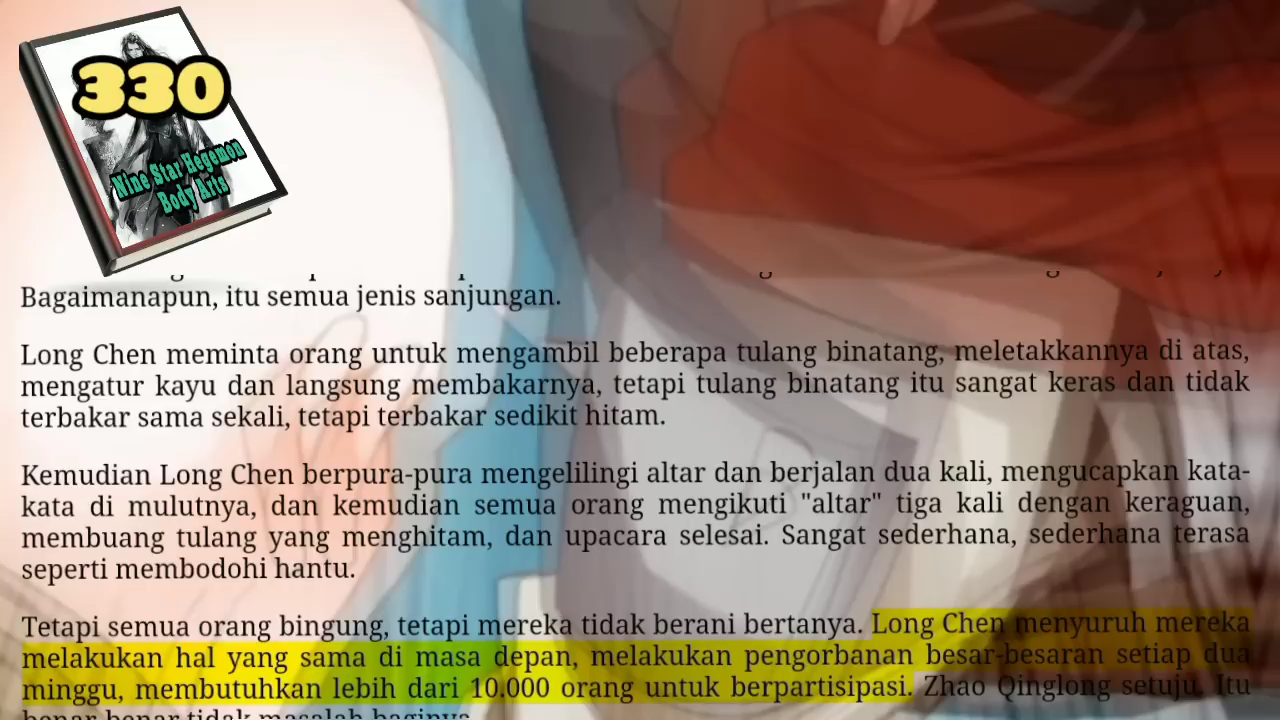 330
Nine Star Hegemon
Body Arts
Bagaimanapun, itu semua jenis sanjungan.
Long Chen meminta orang untuk mengambil beberapa tulang binatang, meletakkannya di atas,
mengatur kayu dan langsung membakarnya, tetapi tulang binatang itu sangat keras dan tidak
terbakar sama sekali, tetapi terbakar sedikit hitam.
Kemudian Long Chen berpura-pura mengelilingi altar dan berjalan dua kali, mengucapkan kata-
kata di mulutnya, dan kemudian semua orang mengikuti "altar" tiga kali dengan keraguan,
membuang tulang yang menghitam, dan upacara selesai. Sangat sederhana, sederhana terasa
seperti membodohi hantu.
Tetapi semua orang bingung, tetapi mereka tidak berani bertanya. Long Chen menyuruh mereka
melakukan hal yang sama di masa depan, melakukan pengorbanan besar-besaran setiap dua
minggu, membutuhkan lebih dari 10.000 orang untuk berpartisipasi. Zhao Qinglong setuju. Itu
benar-benar tidak masalah baginya.